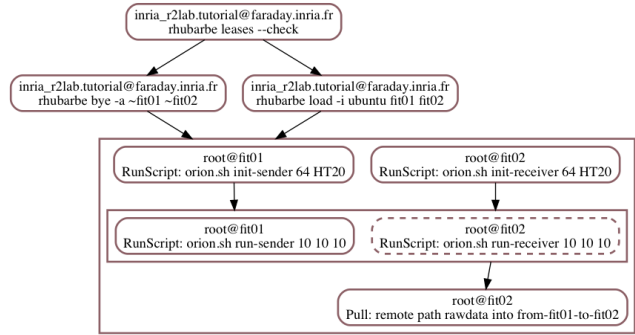 inria_r2lab.tutorial@faraday.inria.fr
rhubarbe leases --check
inria_r2lab.tutorial@faraday.inria.fr
rhubarbe bye -a ~fit01 ~fit02
inria_r2lab.tutorial@faraday.inria.fr
rhubarbe load -i ubuntu fit01 fit02
root@fit01
RunScript: orion.sh init-sender 64 HT20
root@fit02
RunScript: orion.sh init-receiver 64 HT20
root@fit01
RunScript: orion.sh run-sender 10 10 10
root@fit02
RunScript: orion.sh run-receiver 10 10 10
root@fit02
Pull: remote path rawdata into from-fit01-to-fit02